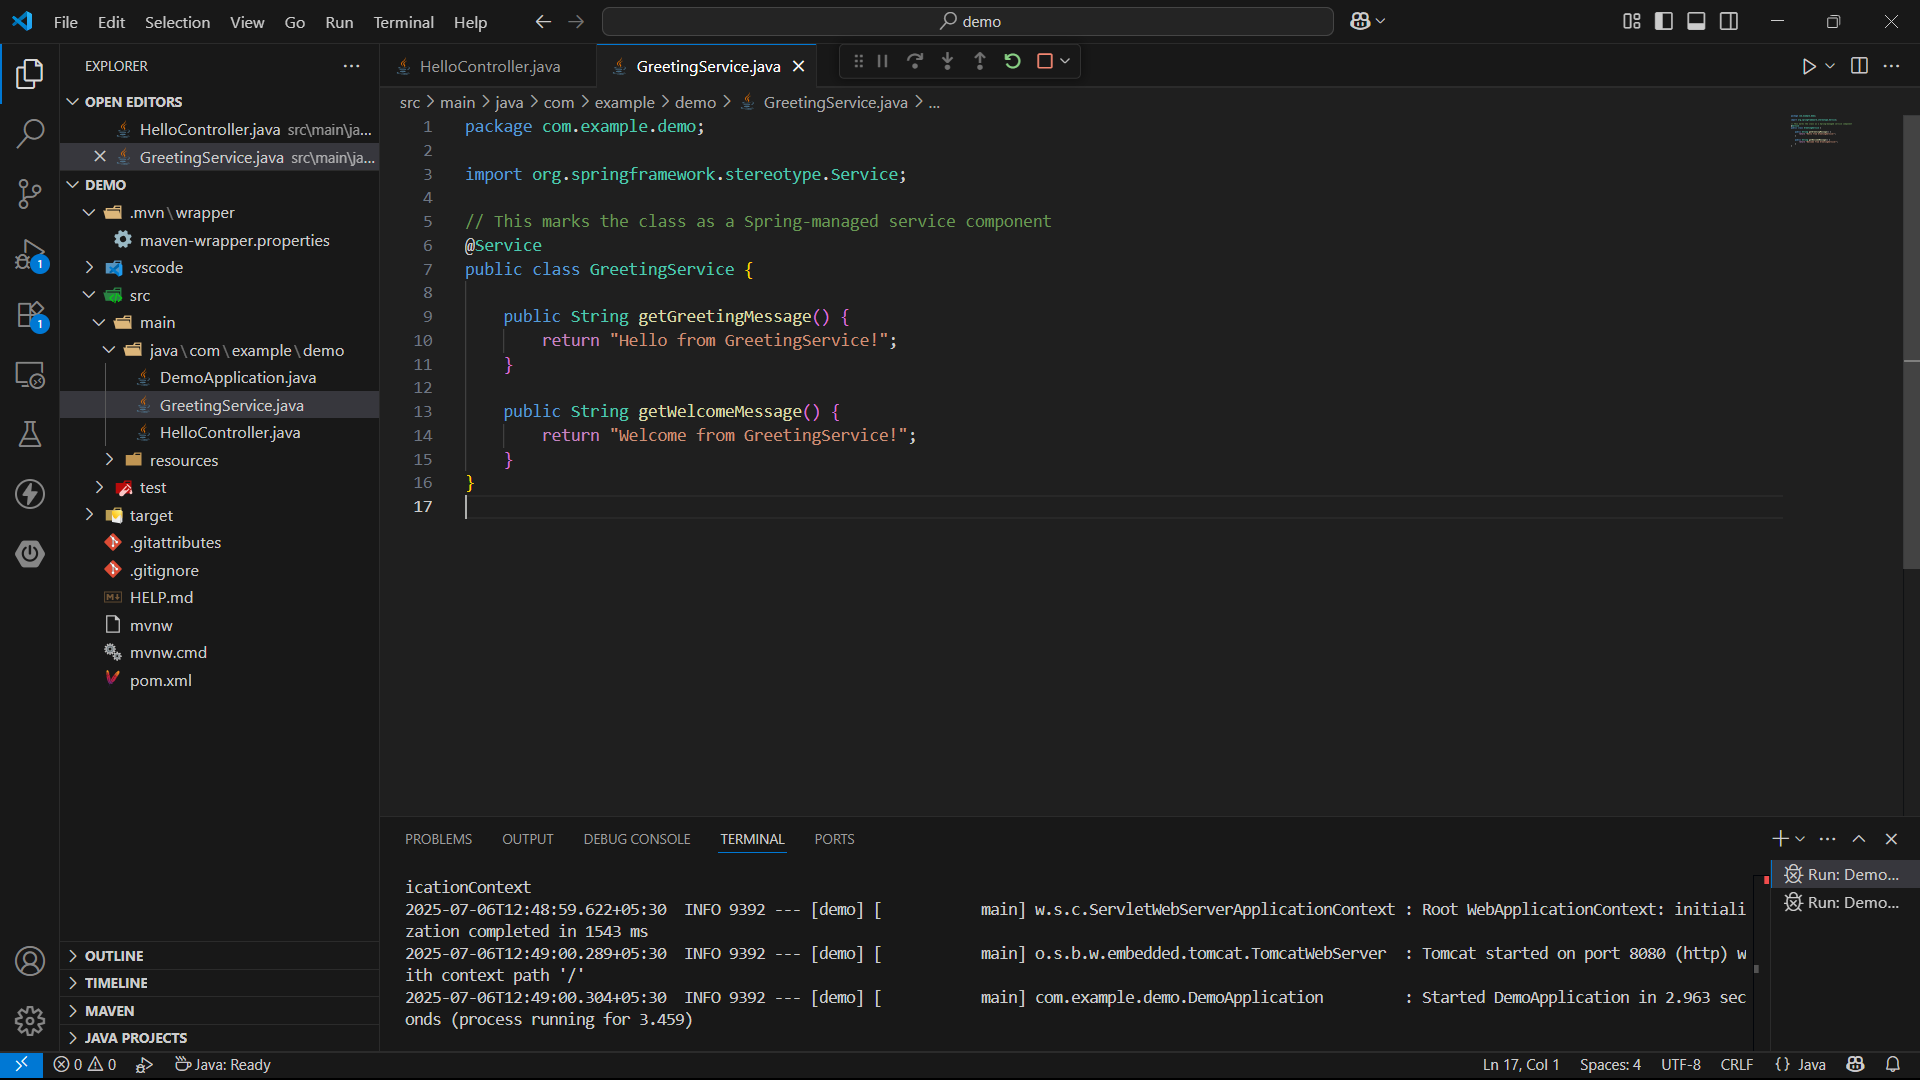 File Edit Selection View Go Run Terminal Help
demo
EXPLORER
OPEN EDITORS
HelloController.java src\main\ja...
GreetingService.java src\main\ja...
DEMO
.mvn\wrapper
maven-wrapper.properties
.vscode
src
main
java\com\example\demo
DemoApplication.java
GreetingService.java
HelloController.java
resources
test
target
.gitattributes
.gitignore
HELP.md
mvnw
mvnw.cmd
pom.xml
OUTLINE
TIMELINE
MAVEN
JAVA PROJECTS
1
1
HelloController.java
GreetingService.java
src > main > java > com > example > demo > GreetingService.java > ...
1 package com.example.demo;
2
3 import org.springframework.stereotype.Service;
4
5 // This marks the class as a Spring-managed service component
6 @Service
7 public class GreetingService {
8
9 public String getGreetingMessage() {
10 return "Hello from GreetingService!";
11 }
12
13 public String getWelcomeMessage() {
14 return "Welcome from GreetingService!";
15 }
16 }
17
PROBLEMS OUTPUT DEBUG CONSOLE TERMINAL PORTS
icationContext
2025-07-06T12:48:59.622+05:30 INFO 9392 --- [demo] [ main] w.s.c.ServletWebServerApplicationContext : Root WebApplicationContext: initiali
zation completed in 1543 ms
2025-07-06T12:49:00.289+05:30 INFO 9392 --- [demo] [ main] o.s.b.w.embedded.tomcat.TomcatWebServer : Tomcat started on port 8080 (http) w
ith context path '/'
2025-07-06T12:49:00.304+05:30 INFO 9392 --- [demo] [ main] com.example.demo.DemoApplication : Started DemoApplication in 2.963 sec
onds (process running for 3.459)
Run: Demo...
Run: Demo...
0 0 Java: Ready
Ln 17, Col 1 Spaces: 4 UTF-8 CRLF {} Java